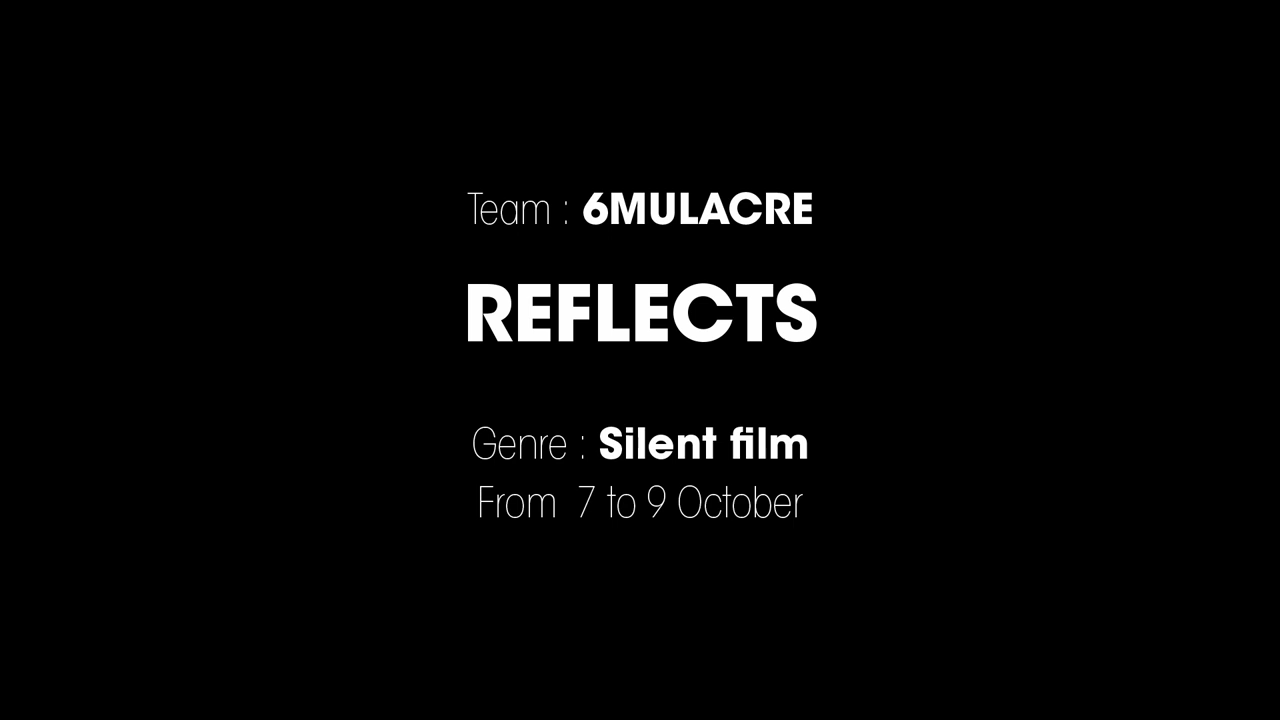 Team : 6MULACRE
REFLECTS
Genre : Silent film
From  7 to 9 October